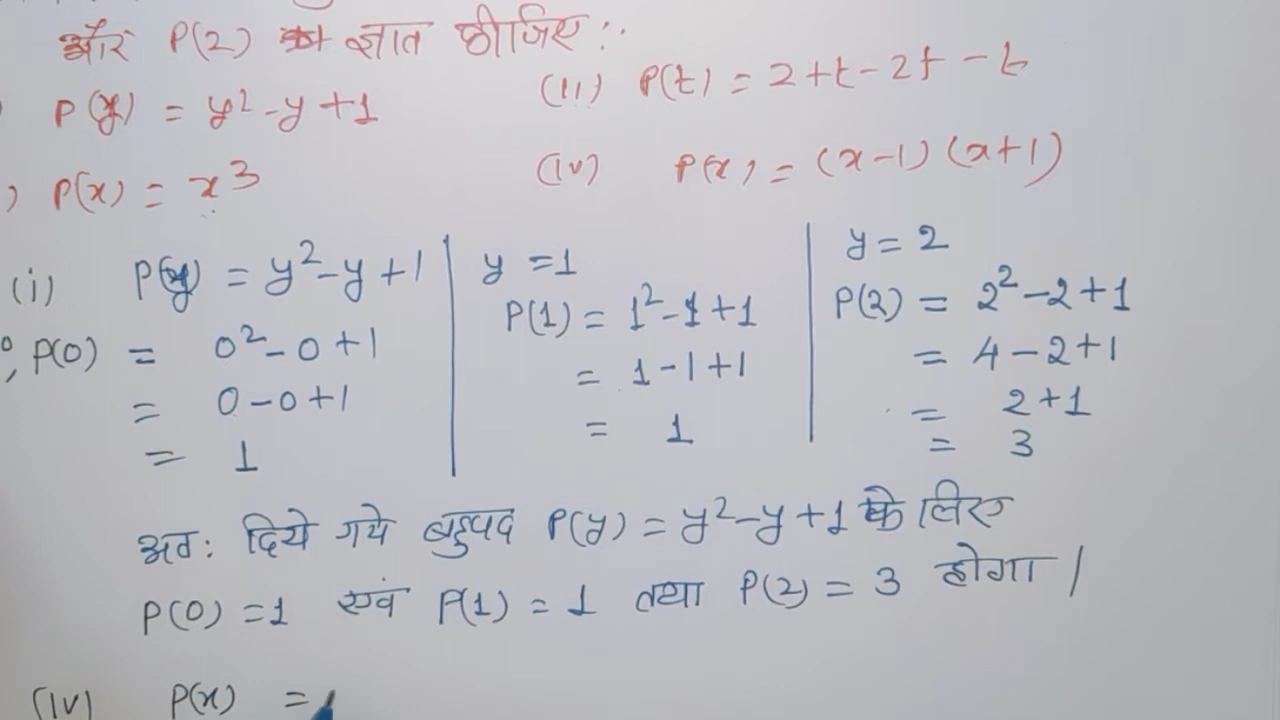 और P(2) ज्ञात कीजिए :.
P(y) = y² - y + 1
(ii) P(t) = 2 + t - 2t - t
) P(x) = x³
(iv) P(x) = (x-1) (x+1)
(i) P(y) = y² - y + 1
, P(0) = 0² - 0 + 1
= 0 - 0 + 1
= 1
y = 1
P(1) = 1² - 1 + 1
= 1 - 1 + 1
= 1
y = 2
P(2) = 2² - 2 + 1
= 4 - 2 + 1
= 2 + 1
= 3
अतः दिये गये बहुपद P(y) = y² - y + 1 के लिए
P(0) = 1 एवं P(1) = 1 तथा P(2) = 3 होगा |
(iv) P(x) =